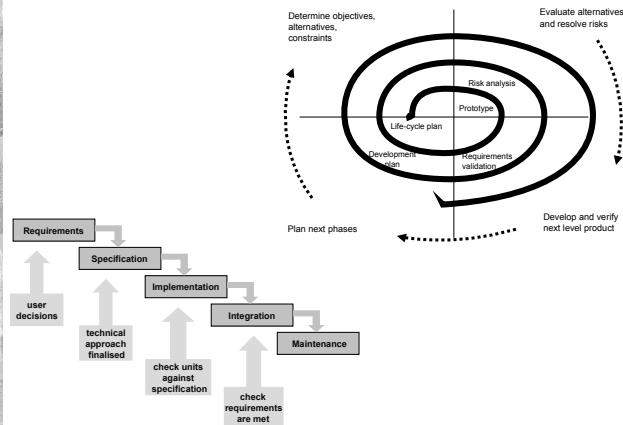 Determine objectives,
alternatives,
constraints
Evaluate alternatives
and resolve risks
Risk analysis
Prototype
Life-cycle plan
Development
plan
Requirements
validation
Plan next phases
Develop and verify
next level product
Requirements
Specification
Implementation
Integration
Maintenance
user
decisions
technical
approach
finalised
check units
against
specification
check
requirements
are met